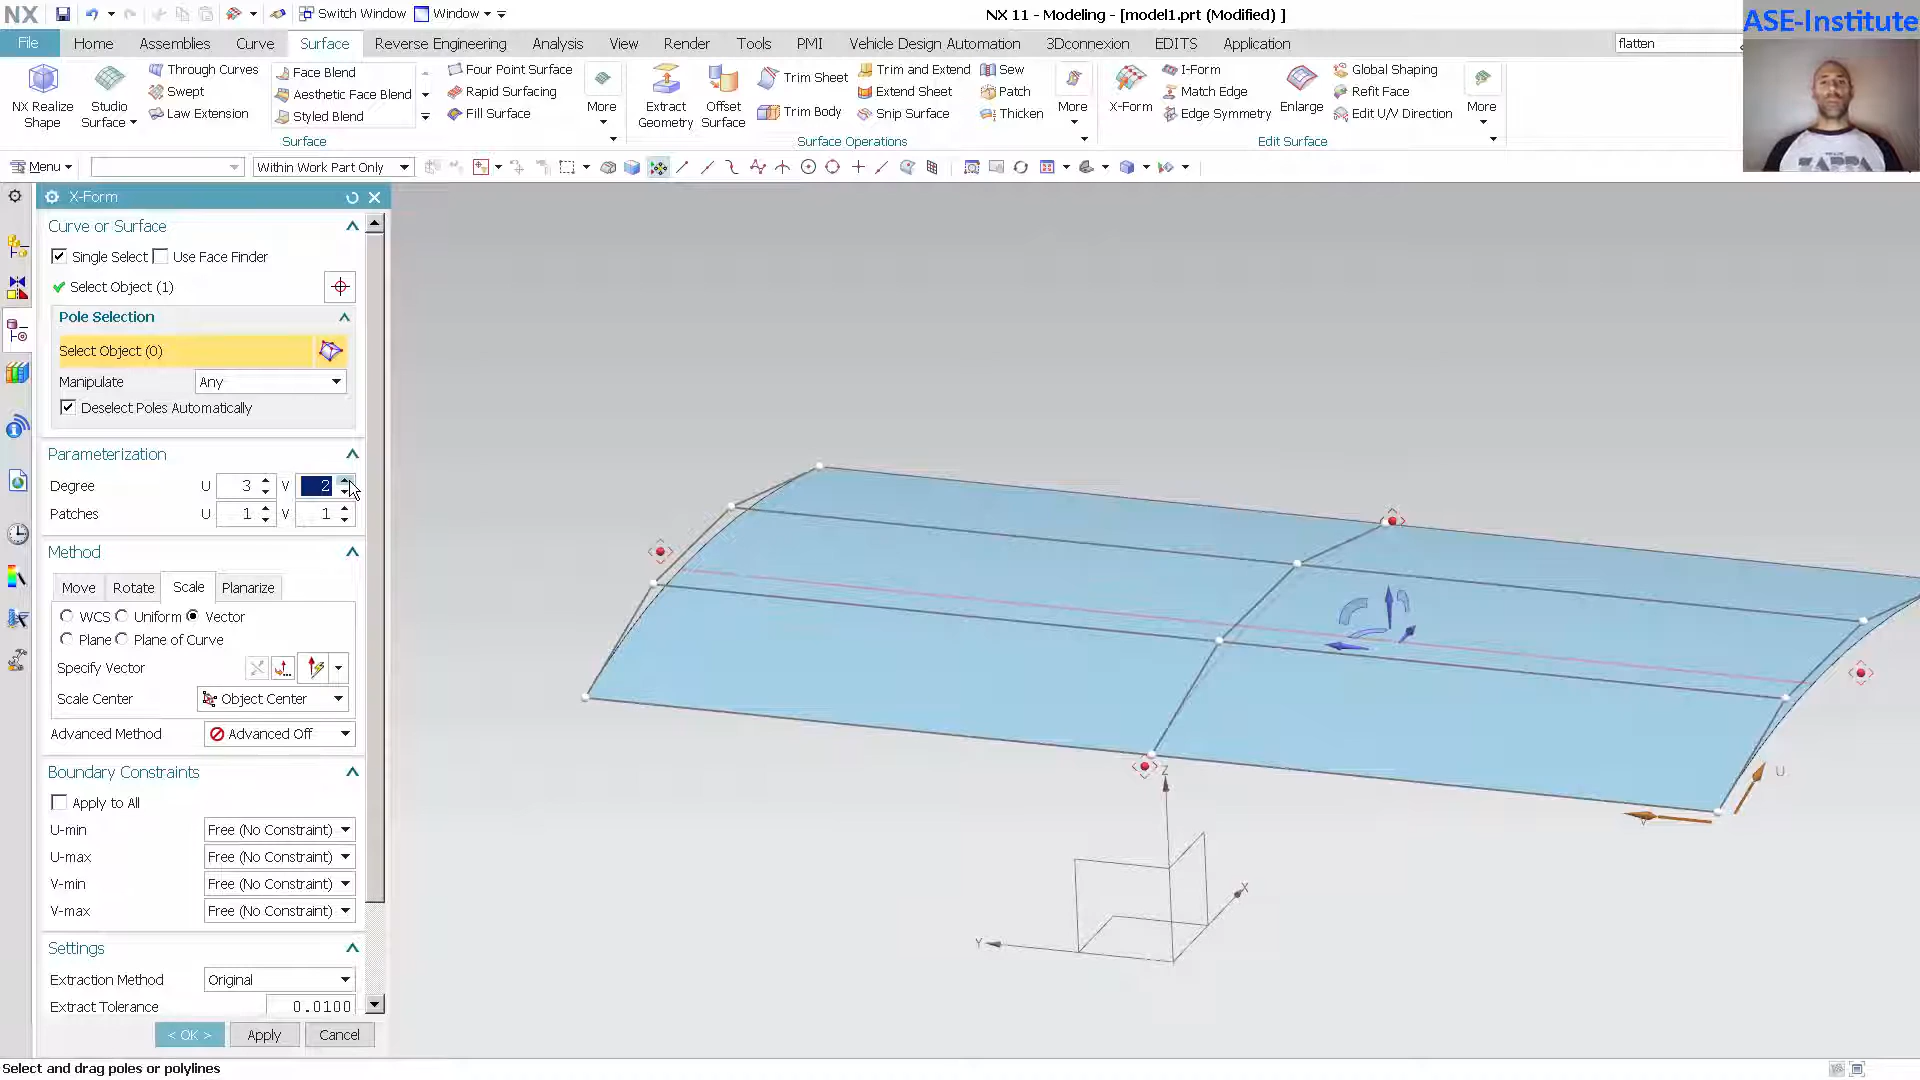 NX
Switch Window
Window
NX 11 - Modeling - [model1.prt (Modified) ]
ASE-Institute
File
Home
Assemblies
Curve
Surface
Reverse Engineering
Analysis
View
Render
Tools
PMI
Vehicle Design Automation
3Dconnexion
EDITS
Application
flatten
NX Realize Shape
Studio Surface
Through Curves
Swept
Law Extension
Face Blend
Aesthetic Face Blend
Styled Blend
Four Point Surface
Rapid Surfacing
Fill Surface
More
Surface
Extract Geometry
Offset Surface
Trim Sheet
Trim Body
Trim and Extend
Extend Sheet
Snip Surface
Sew
Patch
Thicken
More
Surface Operations
X-Form
I-Form
Match Edge
Edge Symmetry
Enlarge
Global Shaping
Refit Face
Edit U/V Direction
More
Edit Surface
ZAPPA
Menu
Within Work Part Only
X-Form
Curve or Surface
Single Select
Use Face Finder
Select Object (1)
Pole Selection
Select Object (0)
Manipulate
Any
Deselect Poles Automatically
Parameterization
Degree U 3 V 2
Patches U 1 V 1
Method
Move Rotate Scale Planarize
WCS Uniform Vector
Plane Plane of Curve
Specify Vector
Scale Center Object Center
Advanced Method Advanced Off
Boundary Constraints
Apply to All
U-min Free (No Constraint)
U-max Free (No Constraint)
V-min Free (No Constraint)
V-max Free (No Constraint)
Settings
Extraction Method Original
Extract Tolerance 0.0100
< OK > Apply Cancel
U
V
Z
X
Y
Select and drag poles or polylines